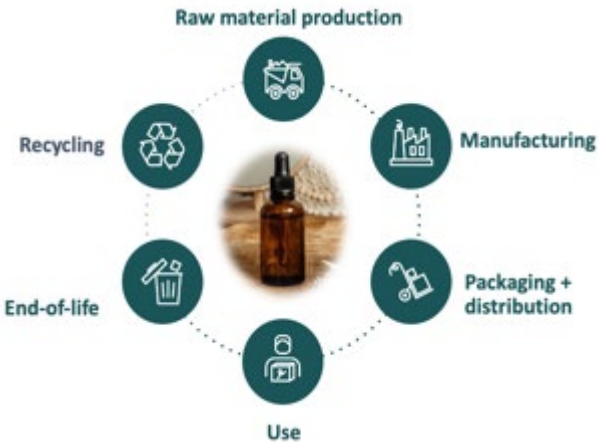 Raw material production
Manufacturing
Packaging +
distribution
Use
End-of-life
Recycling